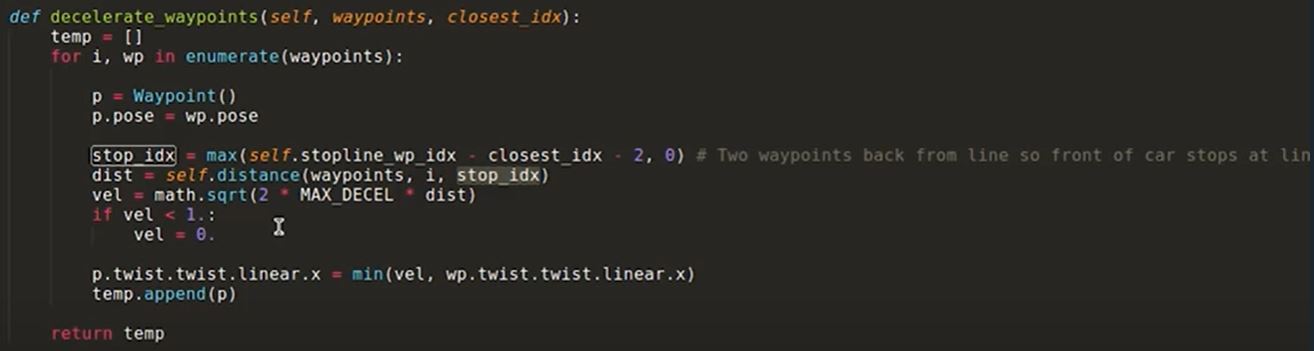 def decelerate_waypoints(self, waypoints, closest_idx):
    temp = []
    for i, wp in enumerate(waypoints):
        p = Waypoint()
        p.pose = wp.pose
        stop_idx = max(self.stopline_wp_idx - closest_idx - 2, 0) # Two waypoints back from line so front of car stops at lin
        dist = self.distance(waypoints, i, stop_idx)
        vel = math.sqrt(2 * MAX_DECEL * dist)
        if vel < 1.:
            vel = 0.
        p.twist.twist.linear.x = min(vel, wp.twist.twist.linear.x)
        temp.append(p)
    return temp